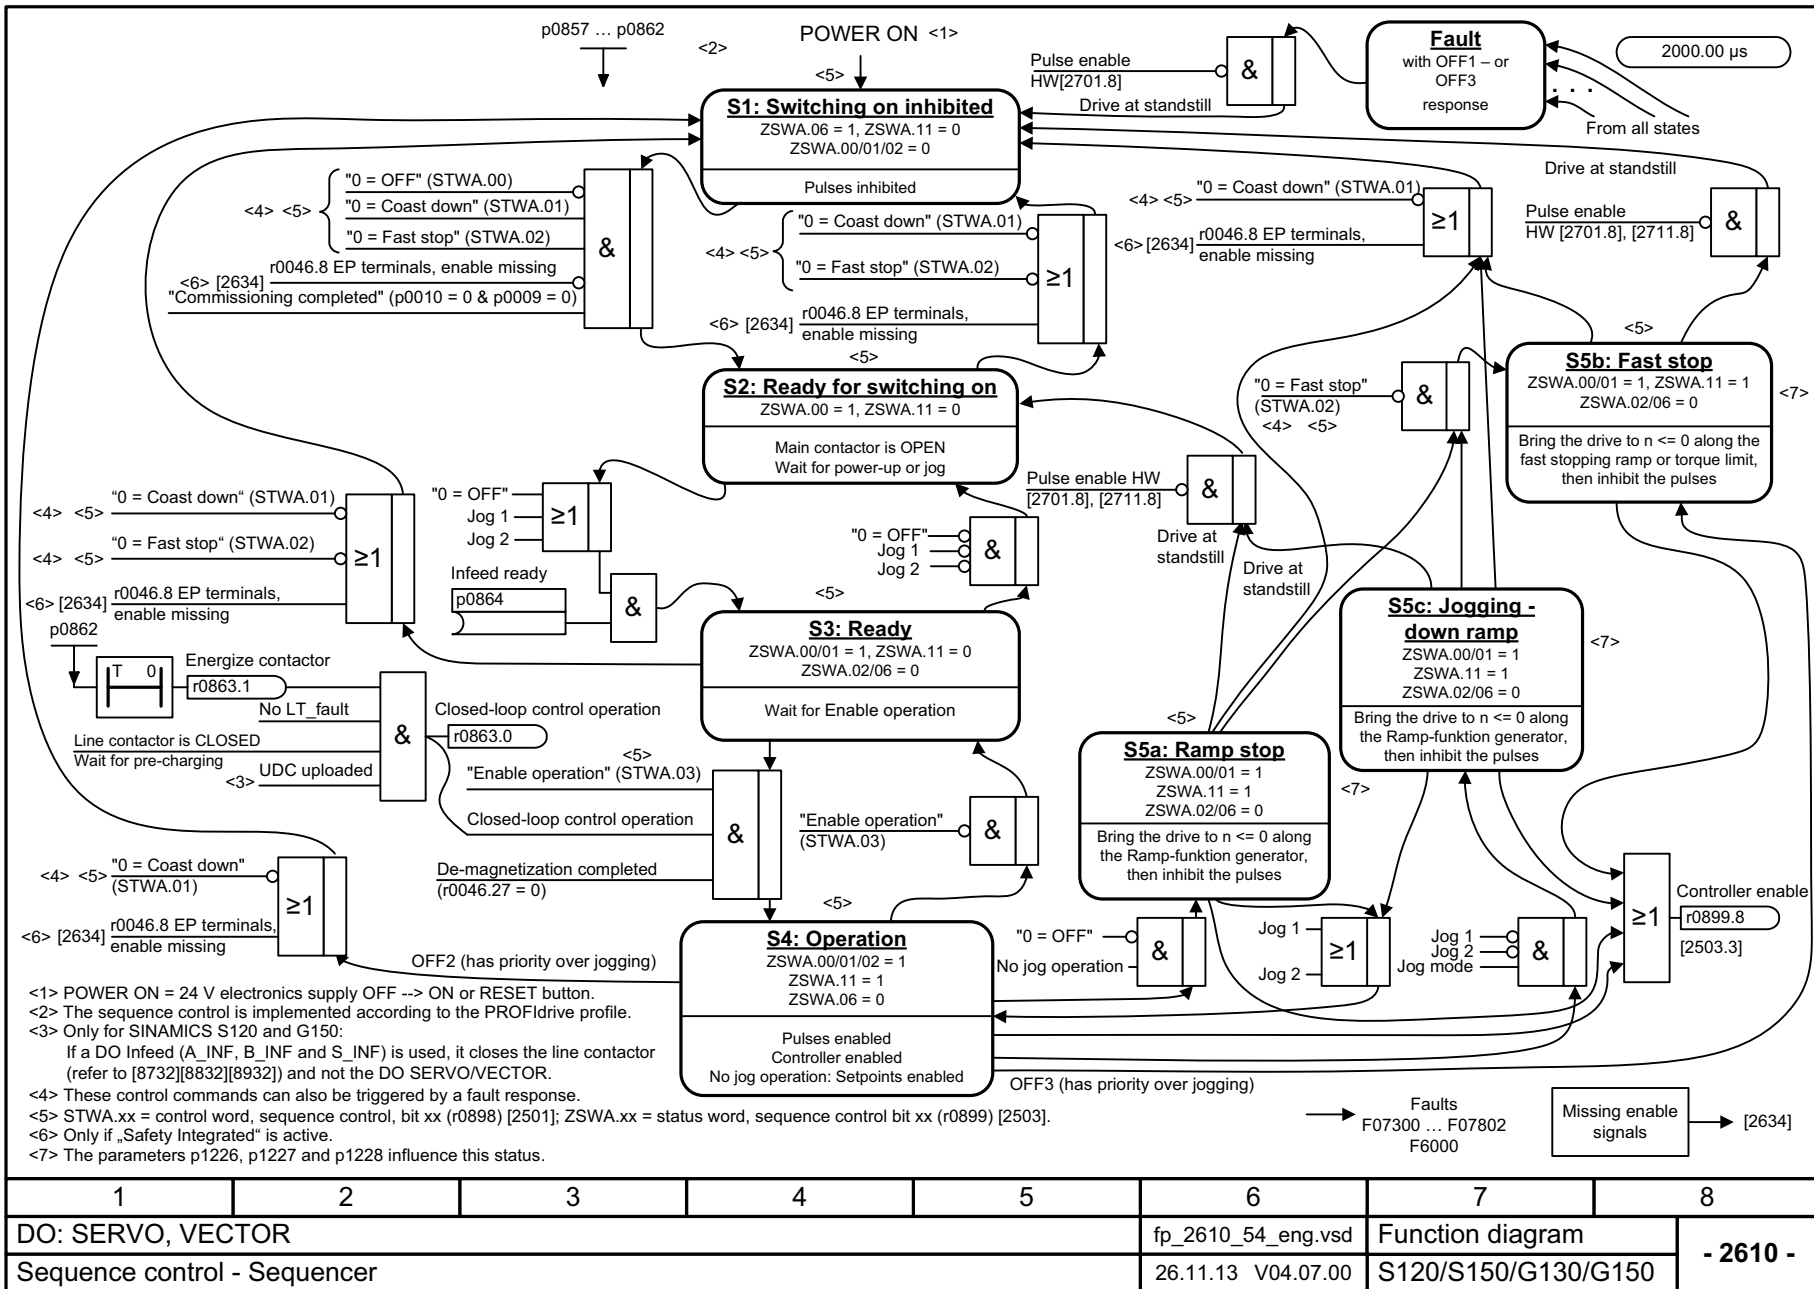 p0857 … p0862
<2>
POWER ON <1>
<5>
S1: Switching on inhibited
ZSWA.06 = 1, ZSWA.11 = 0
ZSWA.00/01/02 = 0
Pulses inhibited
Pulse enable
HW[2701.8]
&
Drive at standstill
Fault
with OFF1 – or
OFF3
response
. . .
From all states
2000.00 µs
<4> <5>
"0 = OFF" (STWA.00)
"0 = Coast down" (STWA.01)
"0 = Fast stop" (STWA.02)
<6> [2634]
r0046.8 EP terminals, enable missing
"Commissioning completed" (p0010 = 0 & p0009 = 0)
&
<4> <5>
"0 = Coast down" (STWA.01)
"0 = Fast stop" (STWA.02)
<6> [2634]
r0046.8 EP terminals,
enable missing
≥1
<4> <5>
"0 = Coast down" (STWA.01)
<6> [2634]
r0046.8 EP terminals,
enable missing
≥1
Drive at standstill
Pulse enable
HW [2701.8], [2711.8]
&
<5>
S2: Ready for switching on
ZSWA.00 = 1, ZSWA.11 = 0
Main contactor is OPEN
Wait for power-up or jog
"0 = Fast stop"
(STWA.02)
<4> <5>
&
<5>
S5b: Fast stop
ZSWA.00/01 = 1, ZSWA.11 = 1
ZSWA.02/06 = 0
Bring the drive to n <= 0 along the
fast stopping ramp or torque limit,
then inhibit the pulses
<7>
<4> <5>
“0 = Coast down“ (STWA.01)
<4> <5>
“0 = Fast stop“ (STWA.02)
<6> [2634]
r0046.8 EP terminals,
enable missing
≥1
"0 = OFF"
Jog 1
Jog 2
≥1
Infeed ready
p0864
&
"0 = OFF"
Jog 1
Jog 2
&
Pulse enable HW
[2701.8], [2711.8]
&
Drive at
standstill
Drive at
standstill
<5>
S3: Ready
ZSWA.00/01 = 1, ZSWA.11 = 0
ZSWA.02/06 = 0
Wait for Enable operation
S5c: Jogging -
down ramp
ZSWA.00/01 = 1
ZSWA.11 = 1
ZSWA.02/06 = 0
Bring the drive to n <= 0 along
the Ramp-funktion generator,
then inhibit the pulses
<7>
p0862
T 0
Energize contactor
r0863.1
No LT_fault
Line contactor is CLOSED
Wait for pre-charging
<3>
UDC uploaded
&
Closed-loop control operation
r0863.0
<5>
"Enable operation" (STWA.03)
Closed-loop control operation
De-magnetization completed
(r0046.27 = 0)
&
"Enable operation"
(STWA.03)
&
<5>
S5a: Ramp stop
ZSWA.00/01 = 1
ZSWA.11 = 1
ZSWA.02/06 = 0
Bring the drive to n <= 0 along
the Ramp-funktion generator,
then inhibit the pulses
<7>
<4> <5>
"0 = Coast down"
(STWA.01)
<6> [2634]
r0046.8 EP terminals,
enable missing
≥1
OFF2 (has priority over jogging)
<5>
S4: Operation
ZSWA.00/01/02 = 1
ZSWA.11 = 1
ZSWA.06 = 0
Pulses enabled
Controller enabled
No jog operation: Setpoints enabled
"0 = OFF"
No jog operation
&
Jog 1
Jog 2
≥1
Jog 1
Jog 2
Jog mode
&
≥1
Controller enable
r0899.8
[2503.3]
OFF3 (has priority over jogging)
<1> POWER ON = 24 V electronics supply OFF --> ON or RESET button.
<2> The sequence control is implemented according to the PROFIdrive profile.
<3> Only for SINAMICS S120 and G150:
If a DO Infeed (A_INF, B_INF and S_INF) is used, it closes the line contactor
(refer to [8732][8832][8932]) and not the DO SERVO/VECTOR.
<4> These control commands can also be triggered by a fault response.
<5> STWA.xx = control word, sequence control, bit xx (r0898) [2501]; ZSWA.xx = status word, sequence control bit xx (r0899) [2503].
<6> Only if „Safety Integrated“ is active.
<7> The parameters p1226, p1227 and p1228 influence this status.
Faults
F07300 … F07802
F6000
Missing enable
signals
[2634]
1 2 3 4 5 6 7 8
DO: SERVO, VECTOR
fp_2610_54_eng.vsd
Function diagram
- 2610 -
Sequence control - Sequencer
26.11.13 V04.07.00
S120/S150/G130/G150